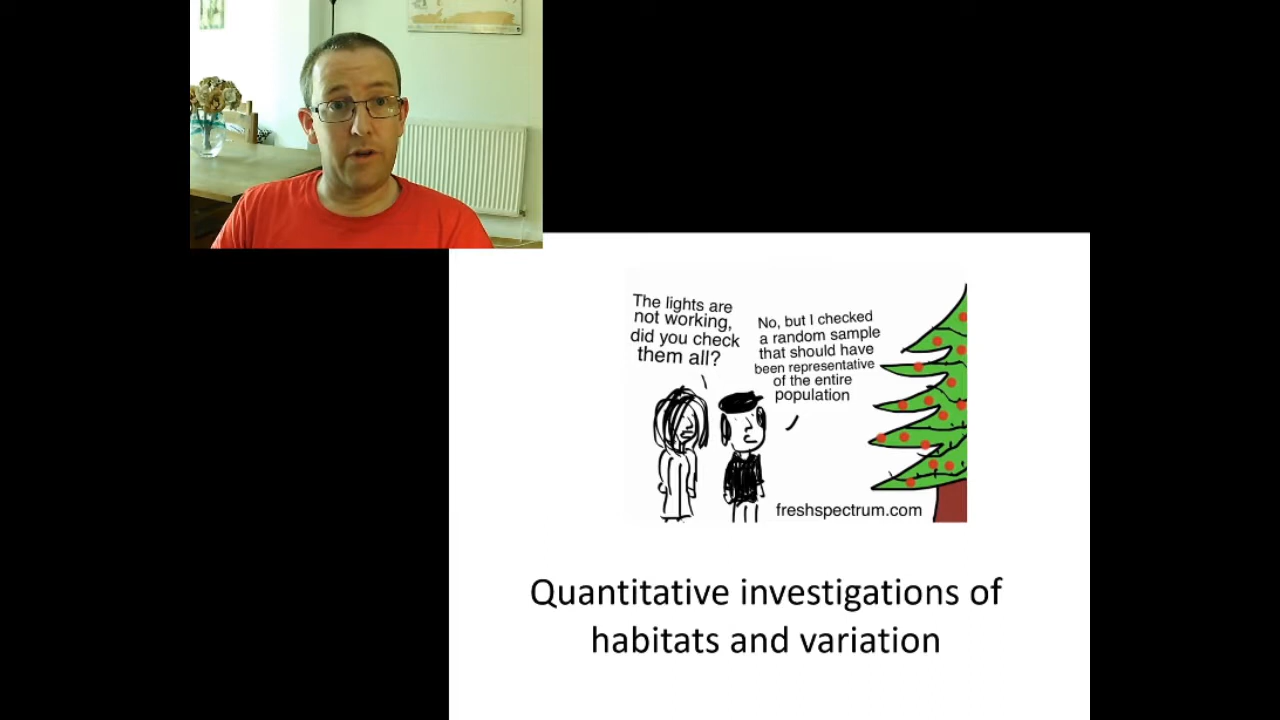 The lights are
not working,
did you check
them all?
No, but I checked
a random sample
that should have
been representative
of the entire
population
freshspectrum.com
Quantitative investigations of
habitats and variation